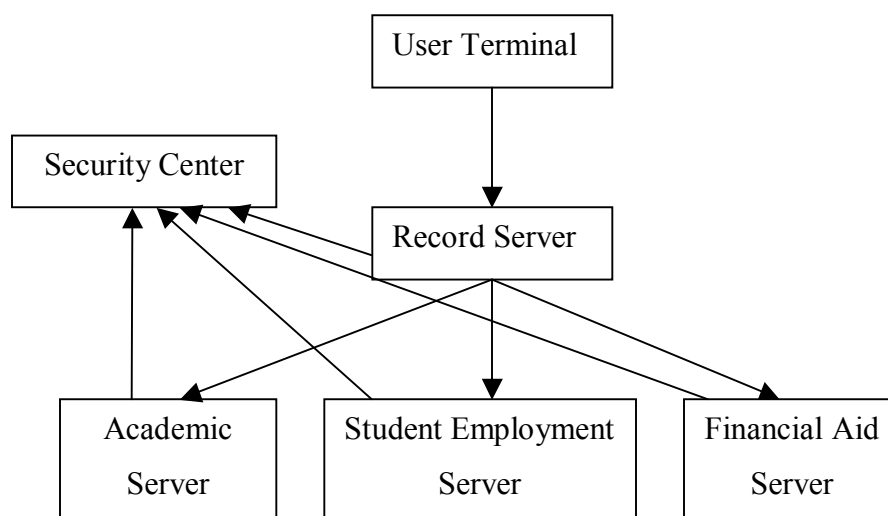 User Terminal
Security Center
Record Server
Academic
Server
Student Employment
Server
Financial Aid
Server